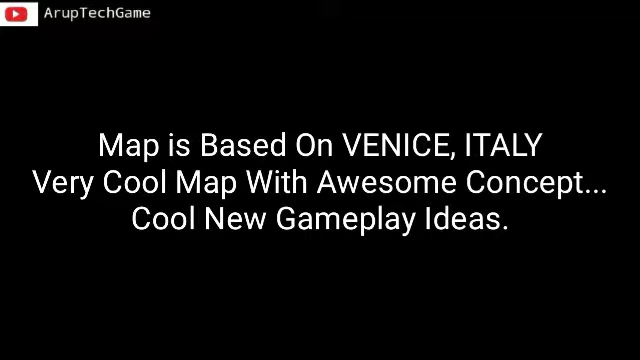 ArupTechGame
Map is Based On VENICE, ITALY
Very Cool Map With Awesome Concept...
Cool New Gameplay Ideas.